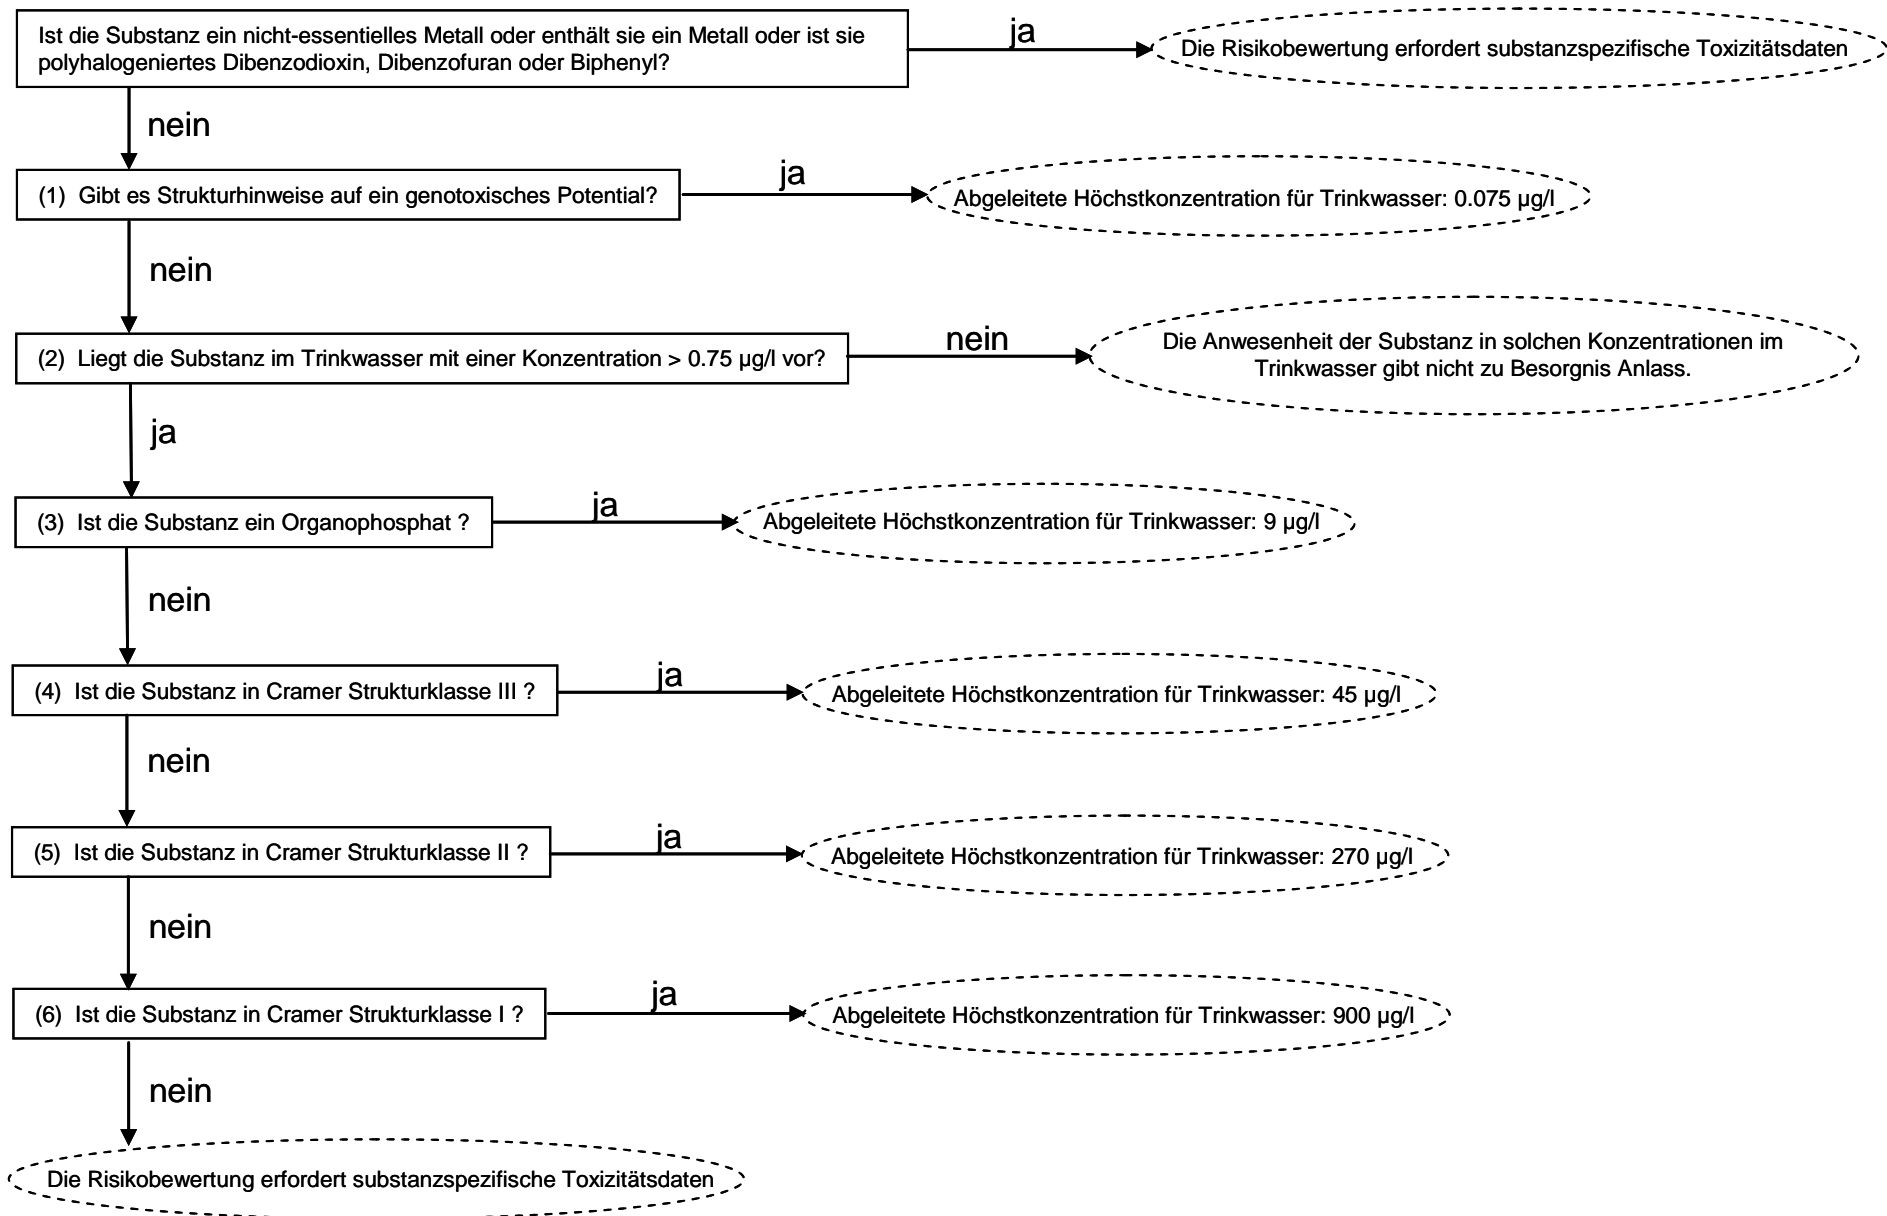 Ist die Substanz ein nicht-essentielles Metall oder enthält sie ein Metall oder ist sie
polyhalogeniertes Dibenzodioxin, Dibenzofuran oder Biphenyl?
ja
Die Risikobewertung erfordert substanzspezifische Toxizitätsdaten
nein
(1) Gibt es Strukturhinweise auf ein genotoxisches Potential?
ja
Abgeleitete Höchstkonzentration für Trinkwasser: 0.075 µg/l
nein
(2) Liegt die Substanz im Trinkwasser mit einer Konzentration > 0.75 µg/l vor?
nein
Die Anwesenheit der Substanz in solchen Konzentrationen im
Trinkwasser gibt nicht zu Besorgnis Anlass.
ja
(3) Ist die Substanz ein Organophosphat ?
ja
Abgeleitete Höchstkonzentration für Trinkwasser: 9 µg/l
nein
(4) Ist die Substanz in Cramer Strukturklasse III ?
ja
Abgeleitete Höchstkonzentration für Trinkwasser: 45 µg/l
nein
(5) Ist die Substanz in Cramer Strukturklasse II ?
ja
Abgeleitete Höchstkonzentration für Trinkwasser: 270 µg/l
nein
(6) Ist die Substanz in Cramer Strukturklasse I ?
ja
Abgeleitete Höchstkonzentration für Trinkwasser: 900 µg/l
nein
Die Risikobewertung erfordert substanzspezifische Toxizitätsdaten